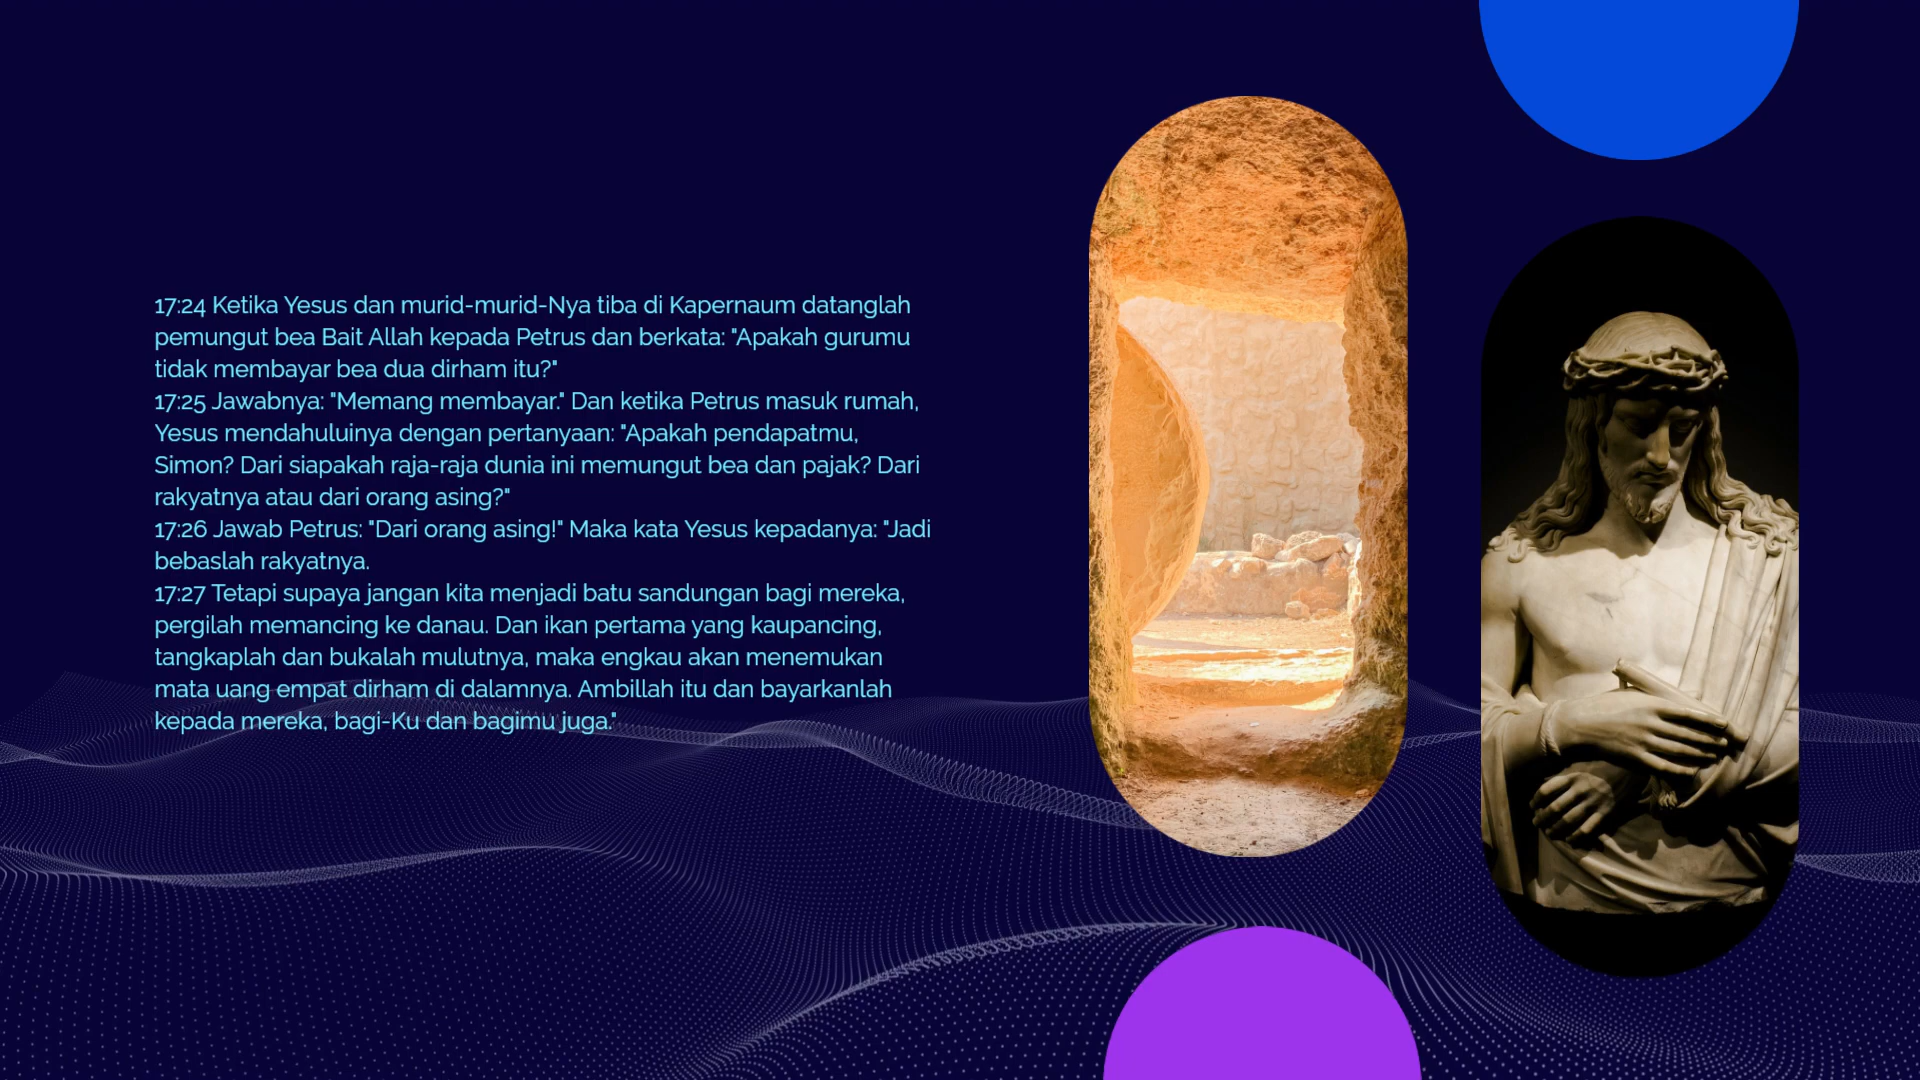 17:24 Ketika Yesus dan murid-murid-Nya tiba di Kapernaum datanglah
pemungut bea Bait Allah kepada Petrus dan berkata: "Apakah gurumu
tidak membayar bea dua dirham itu?"
17:25 Jawabnya: "Memang membayar." Dan ketika Petrus masuk rumah,
Yesus mendahuluinya dengan pertanyaan: "Apakah pendapatmu,
Simon? Dari siapakah raja-raja dunia ini memungut bea dan pajak? Dari
rakyatnya atau dari orang asing?"
17:26 Jawab Petrus: "Dari orang asing!" Maka kata Yesus kepadanya: "Jadi
bebaslah rakyatnya.
17:27 Tetapi supaya jangan kita menjadi batu sandungan bagi mereka,
pergilah memancing ke danau. Dan ikan pertama yang kaupancing,
tangkaplah dan bukalah mulutnya, maka engkau akan menemukan
mata uang empat dirham di dalamnya. Ambillah itu dan bayarkanlah
kepada mereka, bagi-Ku dan bagimu juga."